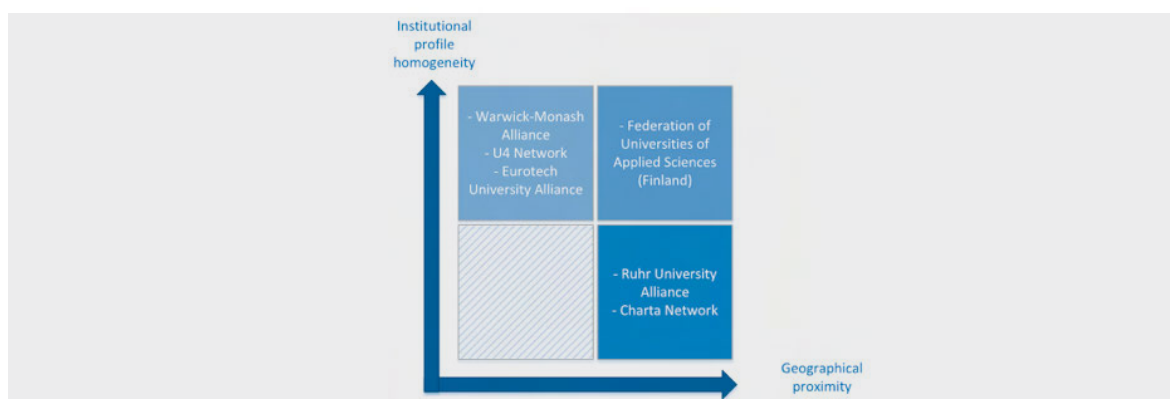 Institutional
profile
homogeneity
- Warwick-Monash
Alliance
- U4 Network
- Eurotech
University Alliance
- Federation of
Universities of
Applied Sciences
(Finland)
- Ruhr University
Alliance
- Charta Network
Geographical
proximity